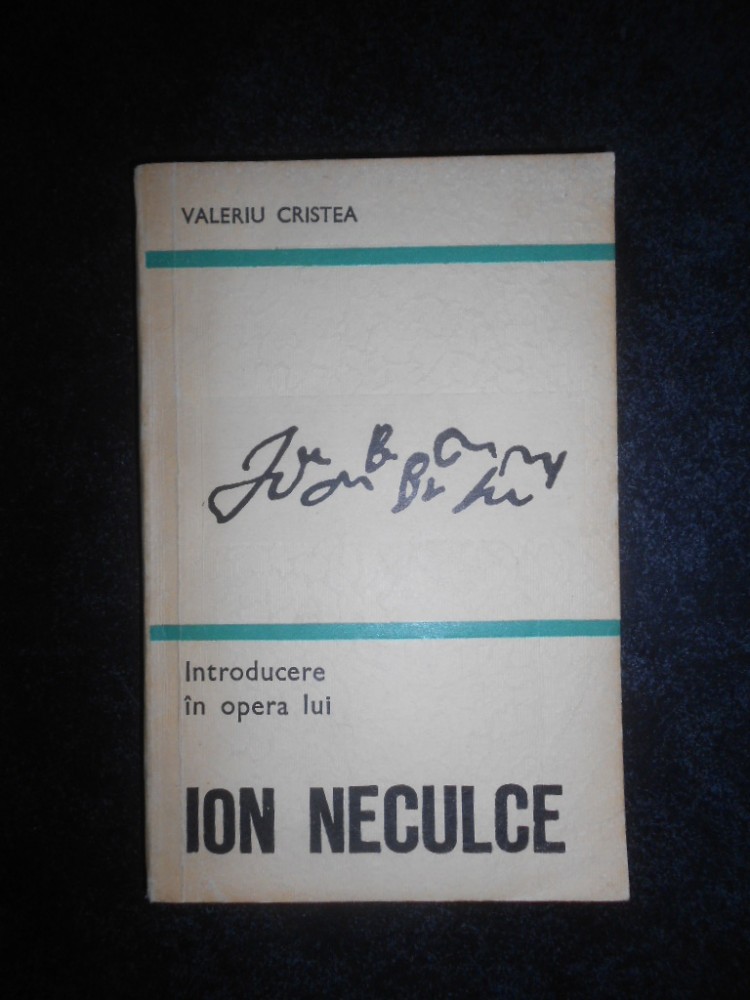 VALERIU CRISTEA
Introducere
în opera lui
ION NECULCE